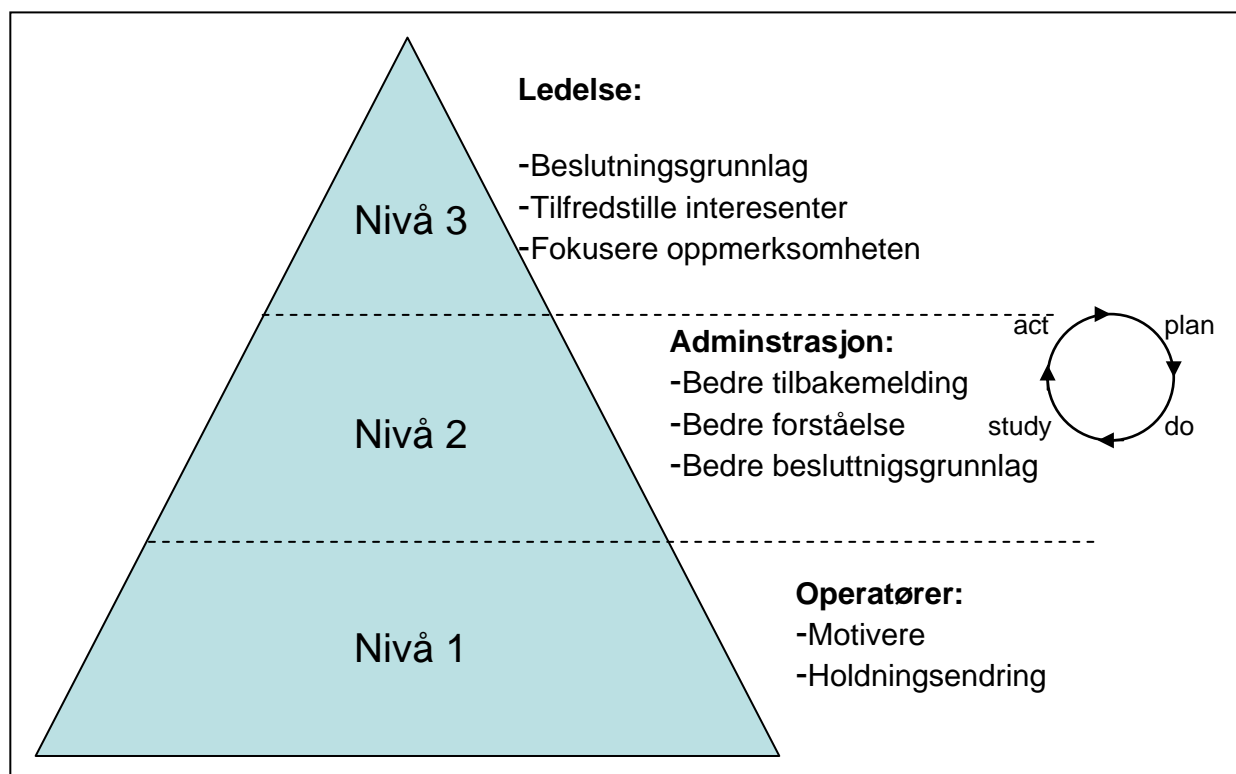 Ledelse:
-Beslutningsgrunnlag
-Tilfredstille interesenter
-Fokusere oppmerksomheten
Nivå 3
Adminstrasjon:
-Bedre tilbakemelding
-Bedre forståelse
-Bedre besluttnigsgrunnlag
Nivå 2
act
plan
study
do
Operatører:
-Motivere
-Holdningsendring
Nivå 1